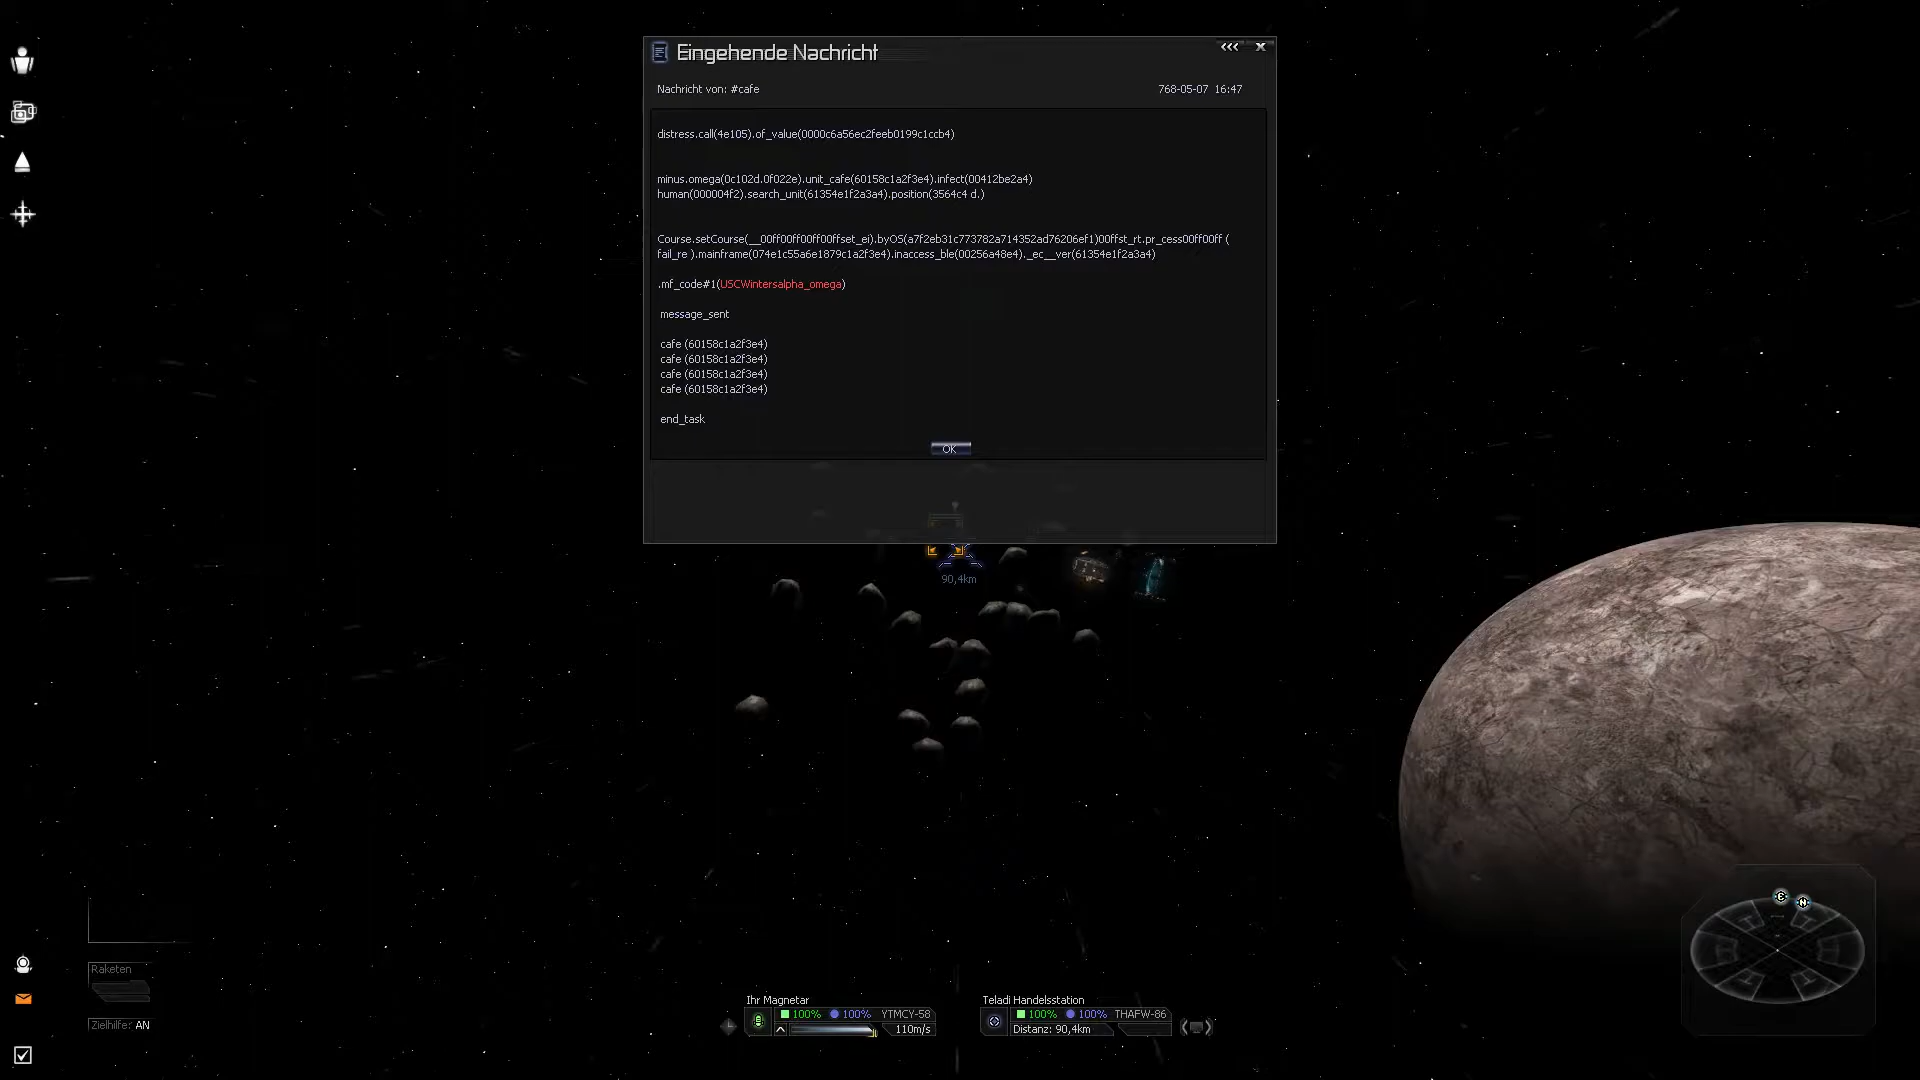 Eingehende Nachricht
Nachricht von: #cafe
768-05-07 16:47
distress.call(4e105).of_value(0000c6a56ec2feeb0199c1ccb4)
minus.omega(0c102d.0f022e).unit_cafe(60158c1a2f3e4).infect(00412be2a4)
human(000004f2).search_unit(61354e1f2a3a4).position(3564c4 d.)
Course.setCourse(__00ff00ff00ff00ffset_ei).byOS(a7f2eb31c773782a714352ad76206ef1)00ffst_rt.pr_cess00ff00ff (
fail_re ).mainframe(074e1c55a6e1879c1a2f3e4).inaccess_ble(00256a48e4)._ec__ver(61354e1f2a3a4)
.mf_code#1(USCWintersalpha_omega)
message_sent
cafe (60158c1a2f3e4)
cafe (60158c1a2f3e4)
cafe (60158c1a2f3e4)
cafe (60158c1a2f3e4)
end_task
OK
90,4km
Raketen
Zielhilfe: AN
Ihr Magnetar
100% 100% YTMCY-58
110m/s
Teladi Handelsstation
100% 100% THAFW-86
Distanz: 90,4km